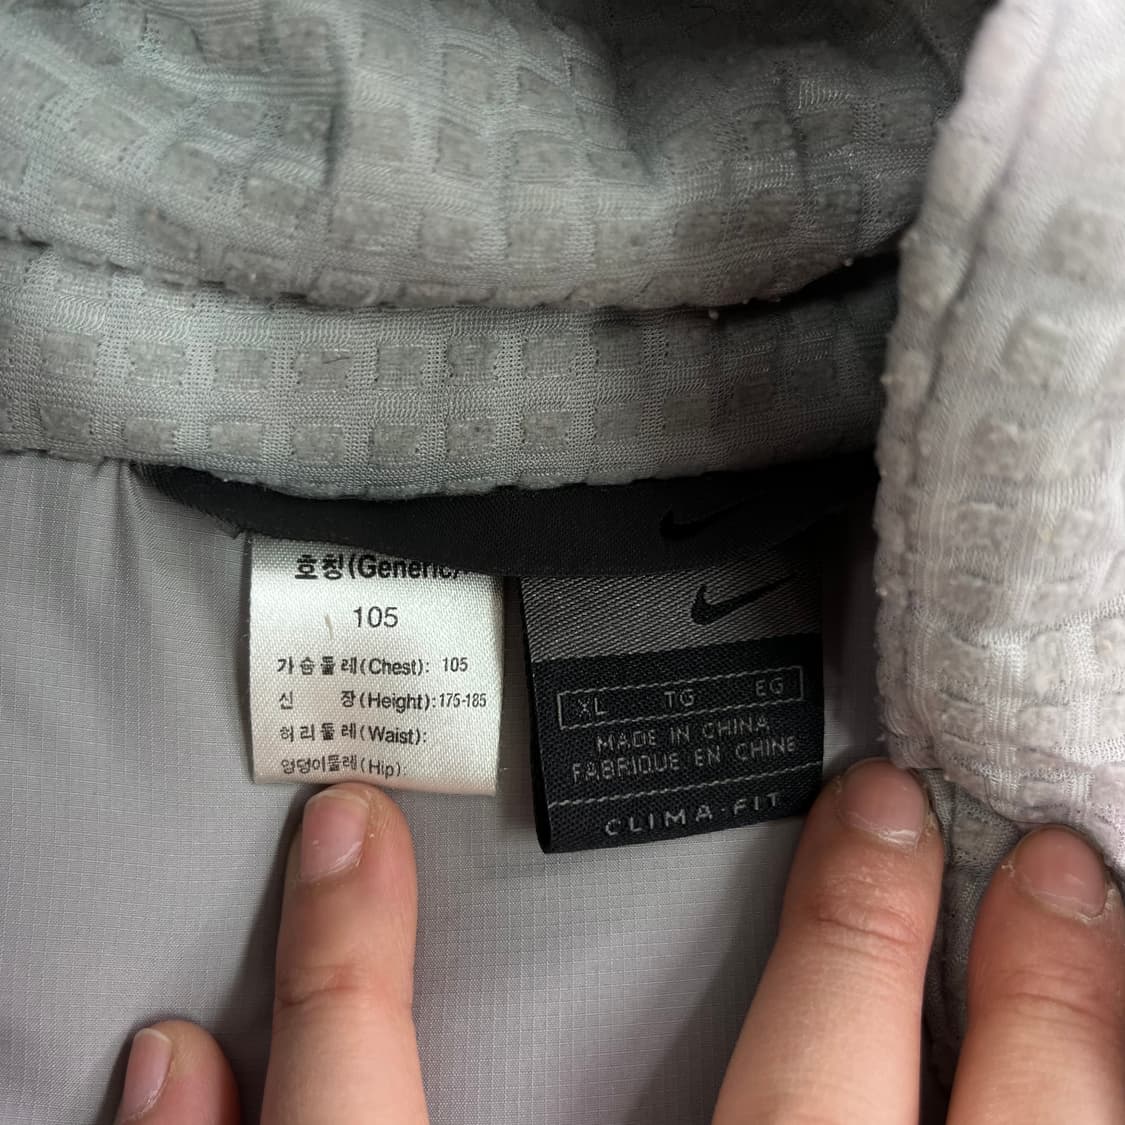 호칭(Generic)
105
가슴둘레(Chest): 105
신 장(Height):175-185
허리둘레(Waist):
엉덩이둘레(Hip):
XL TG EG
MADE IN CHINA
FABRIQUE EN CHINE
CLIMA-FIT